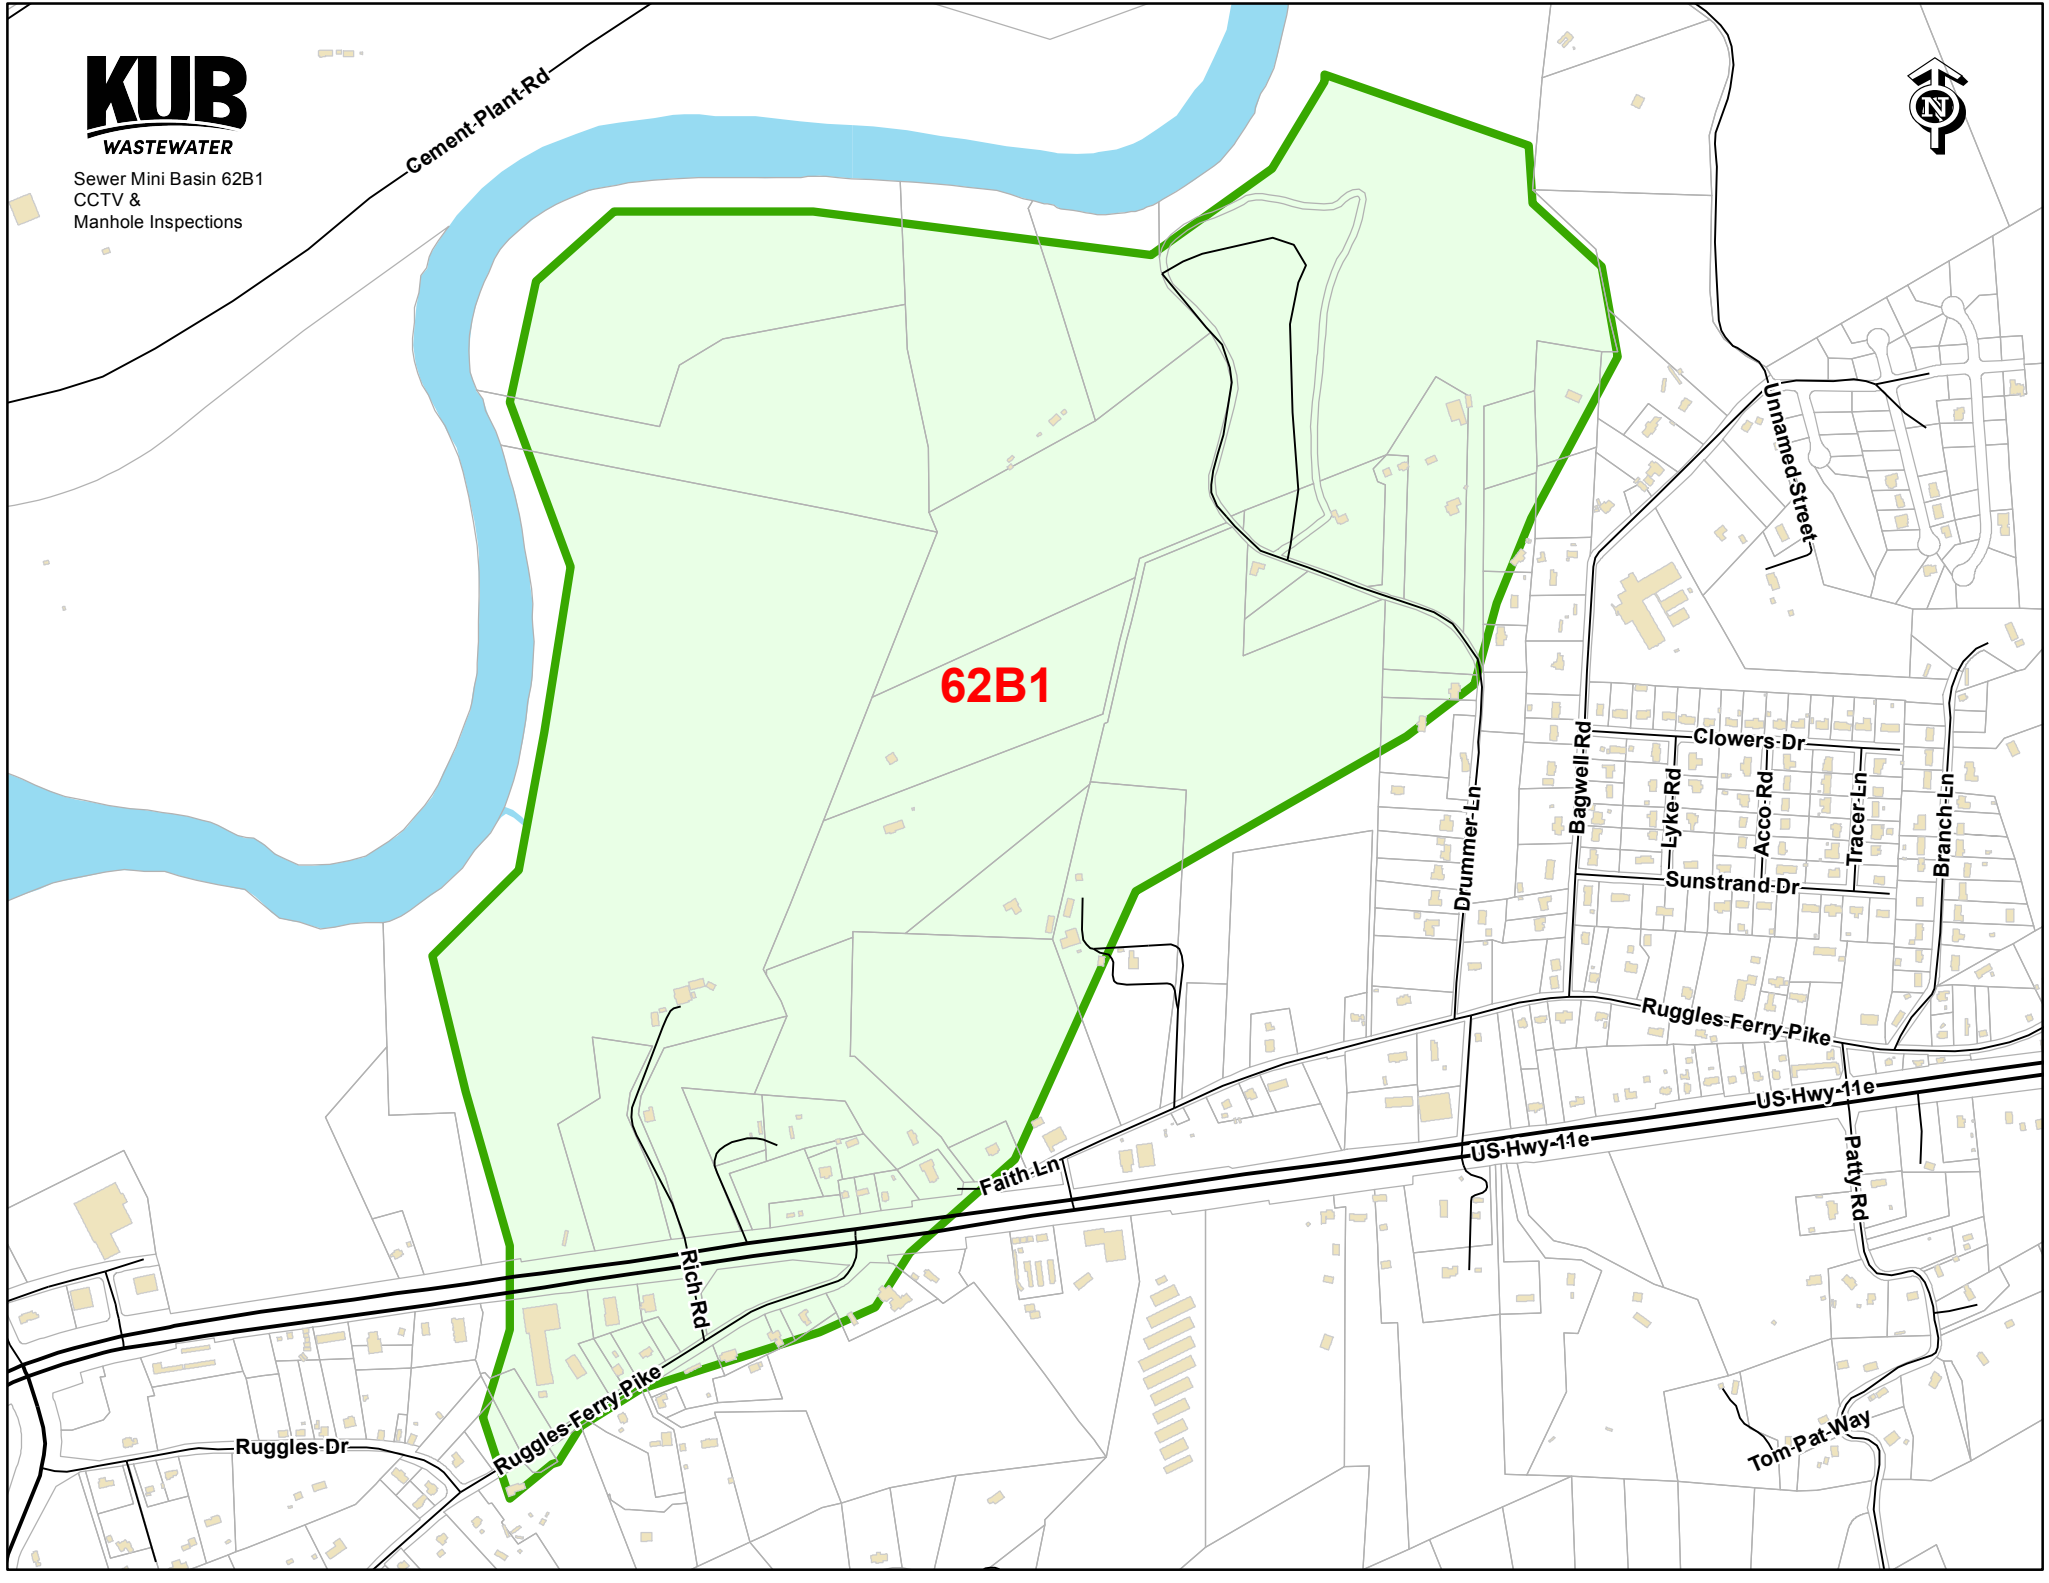 KUB
WASTEWATER
Sewer Mini Basin 62B1
CCTV &
Manhole Inspections
Cement Plant Rd
N
Unnamed Street
62B1
Clowers Dr
Bagwell Rd
Lyke Rd
Acco Rd
Tracer Ln
Branch Ln
Drummer Ln
Sunstrand Dr
Ruggles Ferry Pike
US Hwy 11e
US Hwy 11e
Faith Ln
Patty Rd
Rich Rd
Ruggles Ferry Pike
Ruggles Dr
Tom Pat Way